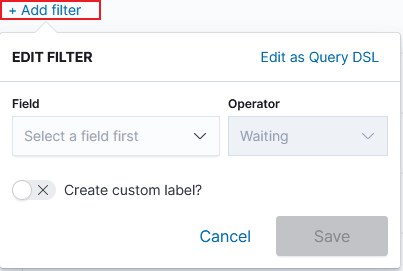 + Add filter
EDIT FILTER Edit as Query DSL
Field Operator
Select a field first Waiting
Create custom label?
Cancel Save